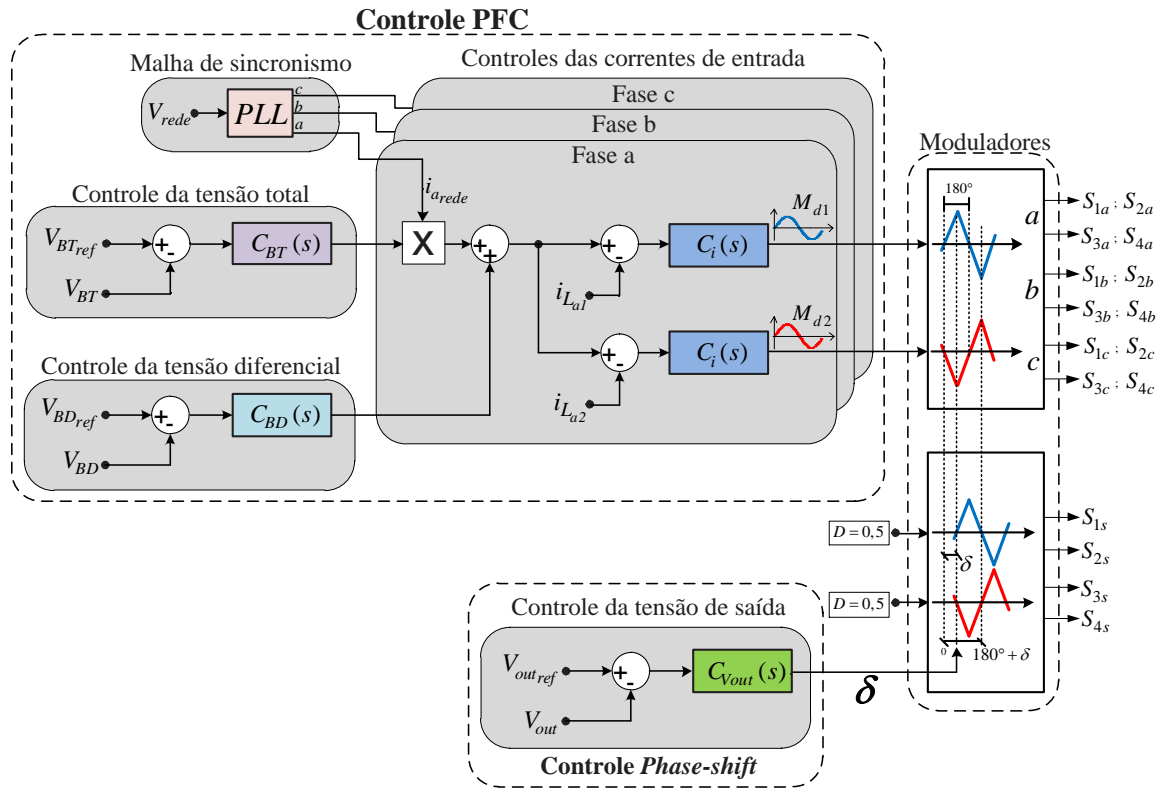 Controle PFC
Malha de sincronismo
V_rede
PLL
c
b
a
Controles das correntes de entrada
Fase c
Fase b
Fase a
i_a_rede
Controle da tensão total
V_BT_ref
+
-
C_BT(s)
V_BT
X
+
+
+
-
C_i(s)
M_d1
i_L_a1
+
-
C_i(s)
M_d2
i_L_a2
Controle da tensão diferencial
V_BD_ref
+
-
C_BD(s)
V_BD
Moduladores
180°
a
b
c
S_1a ; S_2a
S_3a ; S_4a
S_1b ; S_2b
S_3b ; S_4b
S_1c ; S_2c
S_3c ; S_4c
D = 0,5
δ
D = 0,5
0
180° + δ
S_1s
S_2s
S_3s
S_4s
Controle da tensão de saída
V_out_ref
+
-
C_Vout(s)
V_out
δ
Controle Phase-shift